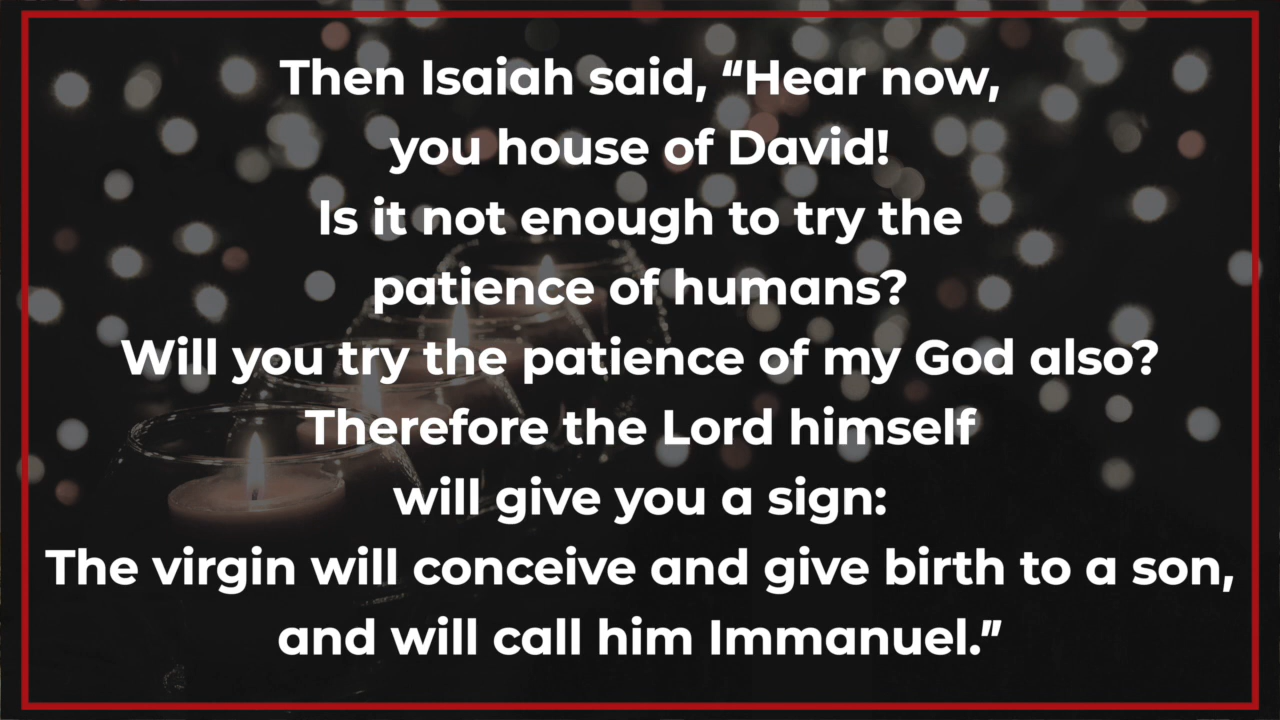 Then Isaiah said, “Hear now,
you house of David!
Is it not enough to try the
patience of humans?
Will you try the patience of my God also?
Therefore the Lord himself
will give you a sign:
The virgin will conceive and give birth to a son,
and will call him Immanuel.”